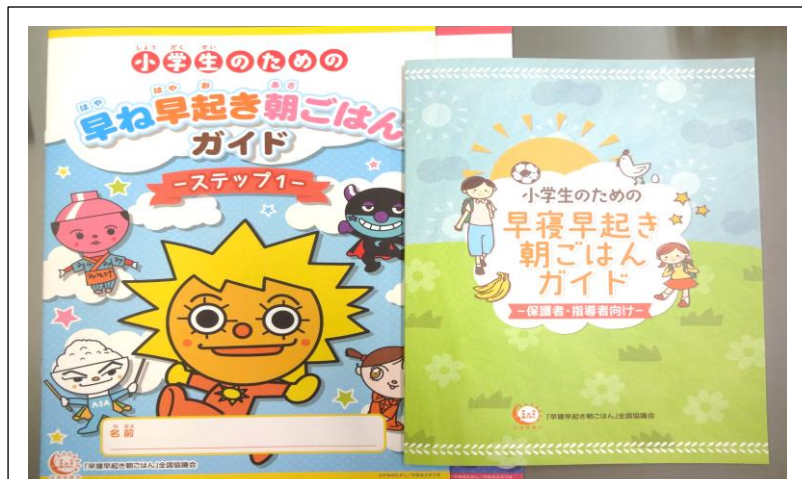 小学生のための
早ね早起き朝ごはん
ガイド
-ステップ1-
ASA
名前
「早寝早起き朝ごはん」全国協議会
小学生のための
早寝早起き
朝ごはん
ガイド
-保護者・指導者向け-
「早寝早起き朝ごはん」全国協議会